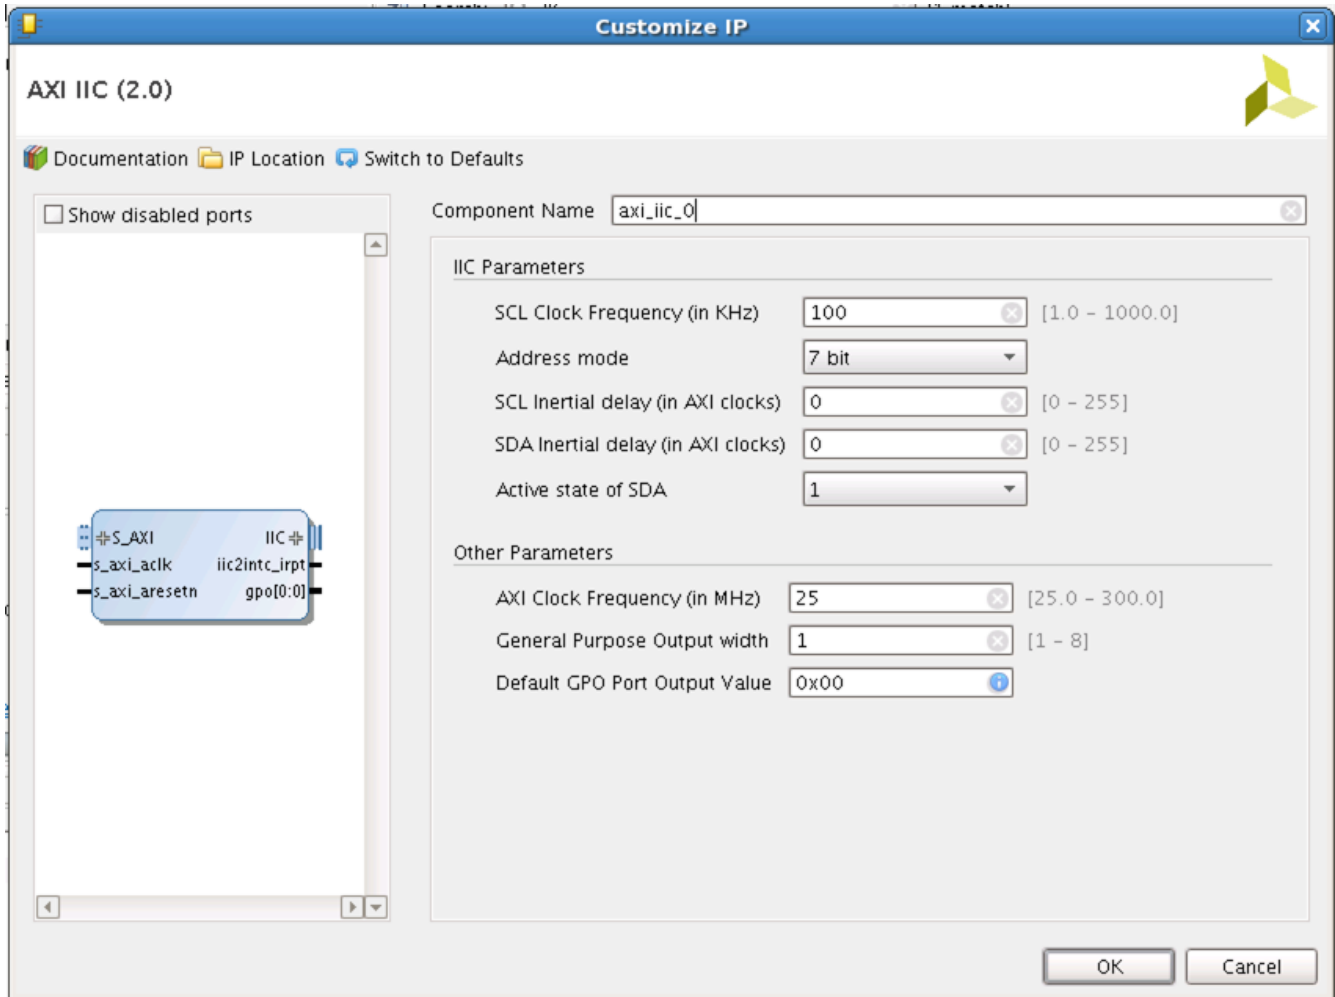 Customize IP
AXI IIC (2.0)
Documentation IP Location Switch to Defaults
Show disabled ports
Component Name axi_iic_0
IIC Parameters
SCL Clock Frequency (in KHz) 100 [1.0 - 1000.0]
Address mode 7 bit
SCL Inertial delay (in AXI clocks) 0 [0 - 255]
SDA Inertial delay (in AXI clocks) 0 [0 - 255]
Active state of SDA 1
S_AXI IIC
s_axi_aclk iic2intc_irpt
s_axi_aresetn gpo[0:0]
Other Parameters
AXI Clock Frequency (in MHz) 25 [25.0 - 300.0]
General Purpose Output width 1 [1 - 8]
Default GPO Port Output Value 0x00
OK Cancel